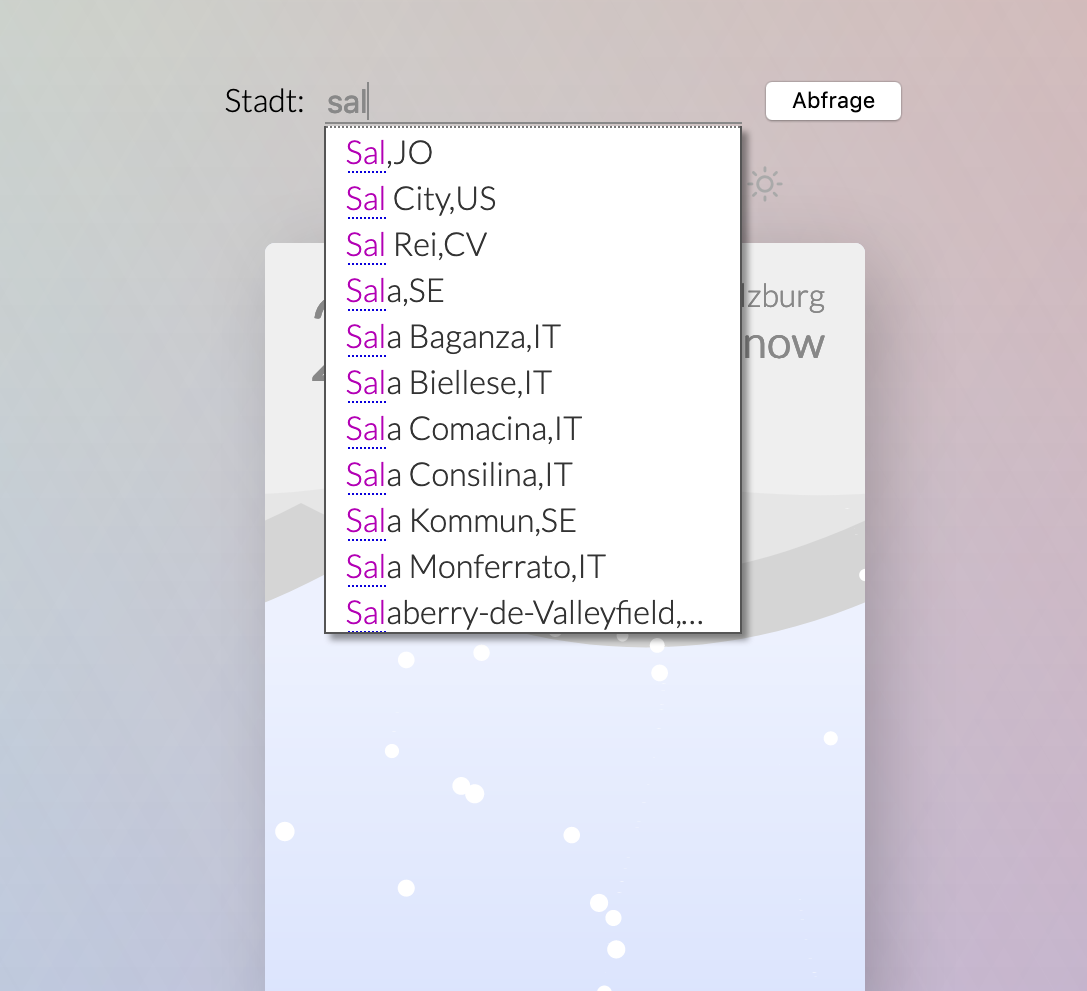 Stadt: sal Abfrage
Sal,JO
Sal City,US
Sal Rei,CV
Sala,SE
lzburg
Sala Baganza,IT
now
Sala Biellese,IT
Sala Comacina,IT
Sala Consilina,IT
Sala Kommun,SE
Sala Monferrato,IT
Salaberry-de-Valleyfield,...